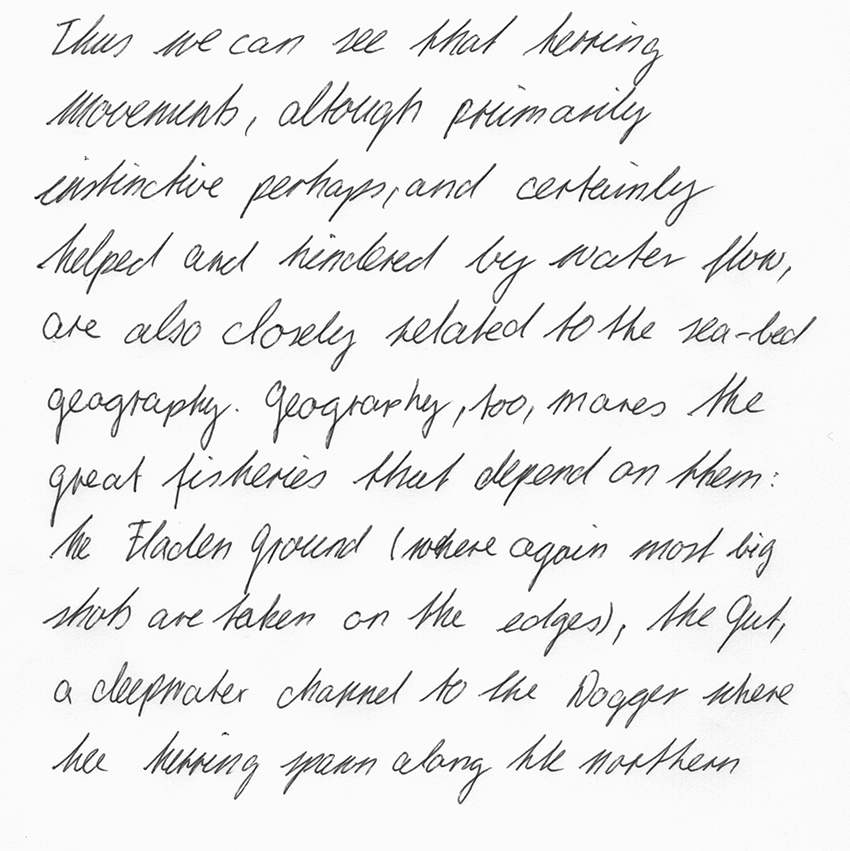 Thus we can see that herring
movements, altough primarily
instinctive perhaps, and certainly
helped and hindered by water flow,
are also closely related to the sea-bed
geography. Geography, too, makes the
great fisheries that depend on them:
the Fladen Ground (where again most big
shots are taken on the edges), the Gut,
a deepwater channel to the Dogger where
the herring spawn along the northern